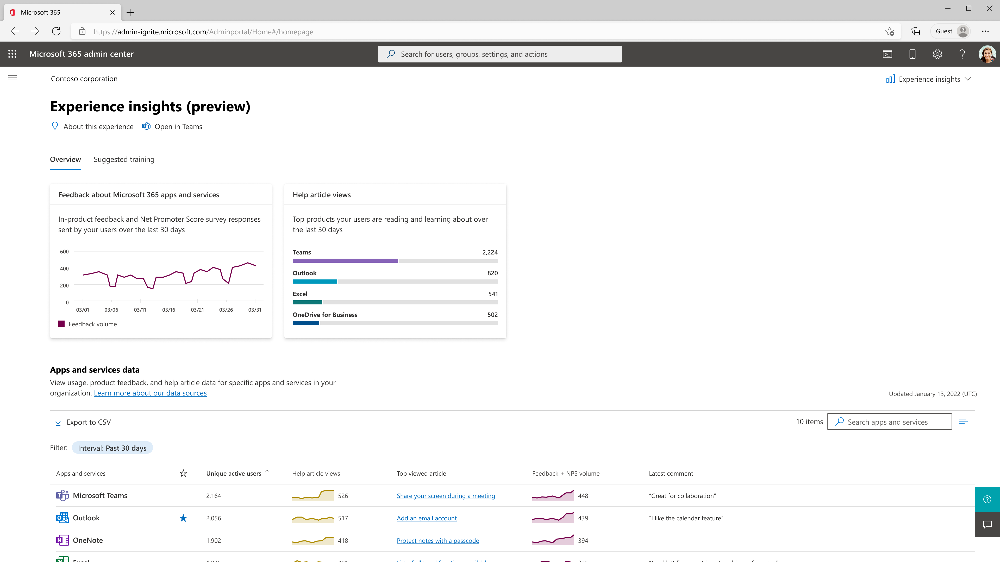 Microsoft 365
https://admin-ignite.microsoft.com/Adminportal/Home#/homepage
Guest
Microsoft 365 admin center
Search for users, groups, settings, and actions
Contoso corporation
Experience insights
Experience insights (preview)
About this experience
Open in Teams
Overview
Suggested training
Feedback about Microsoft 365 apps and services
In-product feedback and Net Promoter Score survey responses
sent by your users over the last 30 days
600
400
200
0
03/01 03/06 03/11 03/16 03/21 03/26 03/31
Feedback volume
Help article views
Top products your users are reading and learning about over
the last 30 days
Teams 2,224
Outlook 820
Excel 541
OneDrive for Business 502
Apps and services data
View usage, product feedback, and help article data for specific apps and services in your
organization. Learn more about our data sources
Updated January 13, 2022 (UTC)
Export to CSV
10 items
Search apps and services
Filter: Interval: Past 30 days
Apps and services Unique active users Help article views Top viewed article Feedback + NPS volume Latest comment
Microsoft Teams 2,164 526 Share your screen during a meeting 448 “Great for collaboration”
Outlook 2,056 517 Add an email account 439 “I like the calendar feature”
OneNote 1,902 418 Protect notes with a passcode 394
Excel